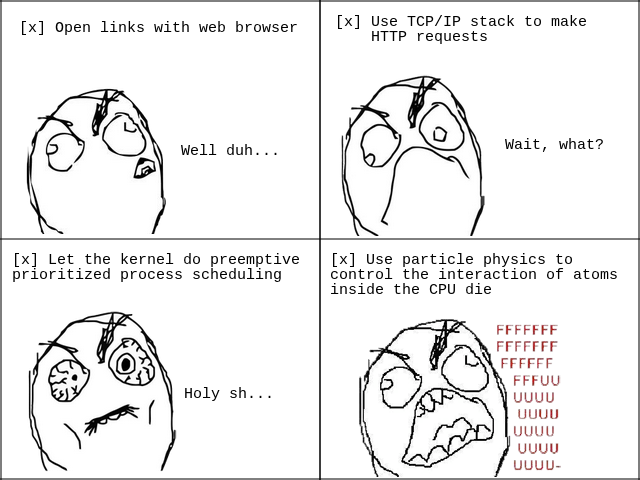 [x] Open links with web browser
Well duh...
[x] Use TCP/IP stack to make
HTTP requests
Wait, what?
[x] Let the kernel do preemptive
prioritized process scheduling
Holy sh...
[x] Use particle physics to
control the interaction of atoms
inside the CPU die
FFFFFFF
FFFFFFF
FFFFFF
FFFUU
UUUU
UUUU
UUUU
UUUU
UUUU-